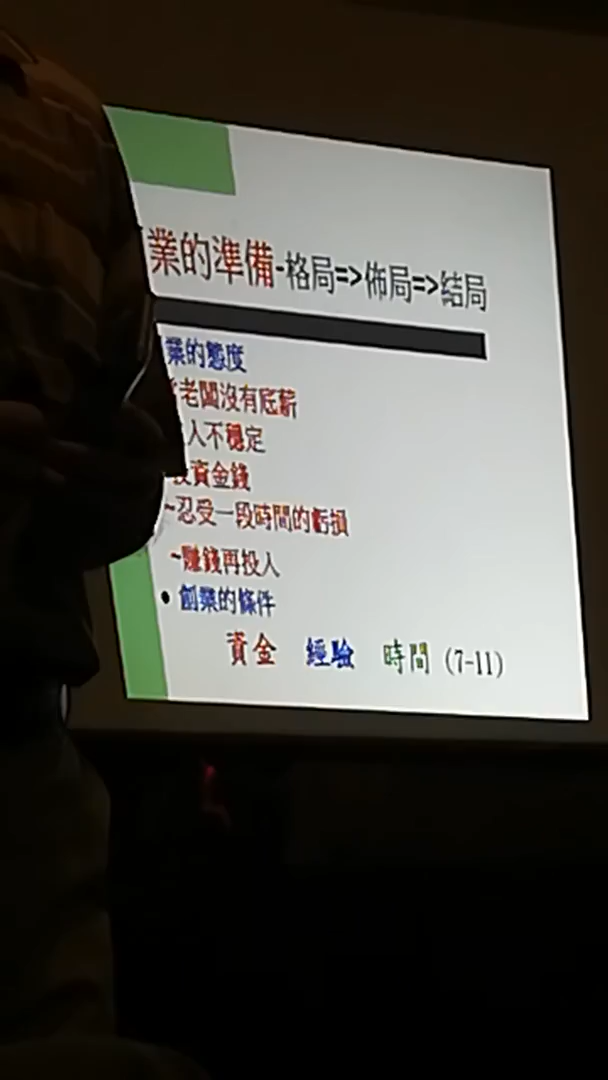 業的準備-格局=>佈局=>結局
業的態度
老闆沒有底薪
人不穩定
資金錢
~忍受一段時間的虧損
~賺錢再投入
• 創業的條件
資金 經驗 時間 (7-11)